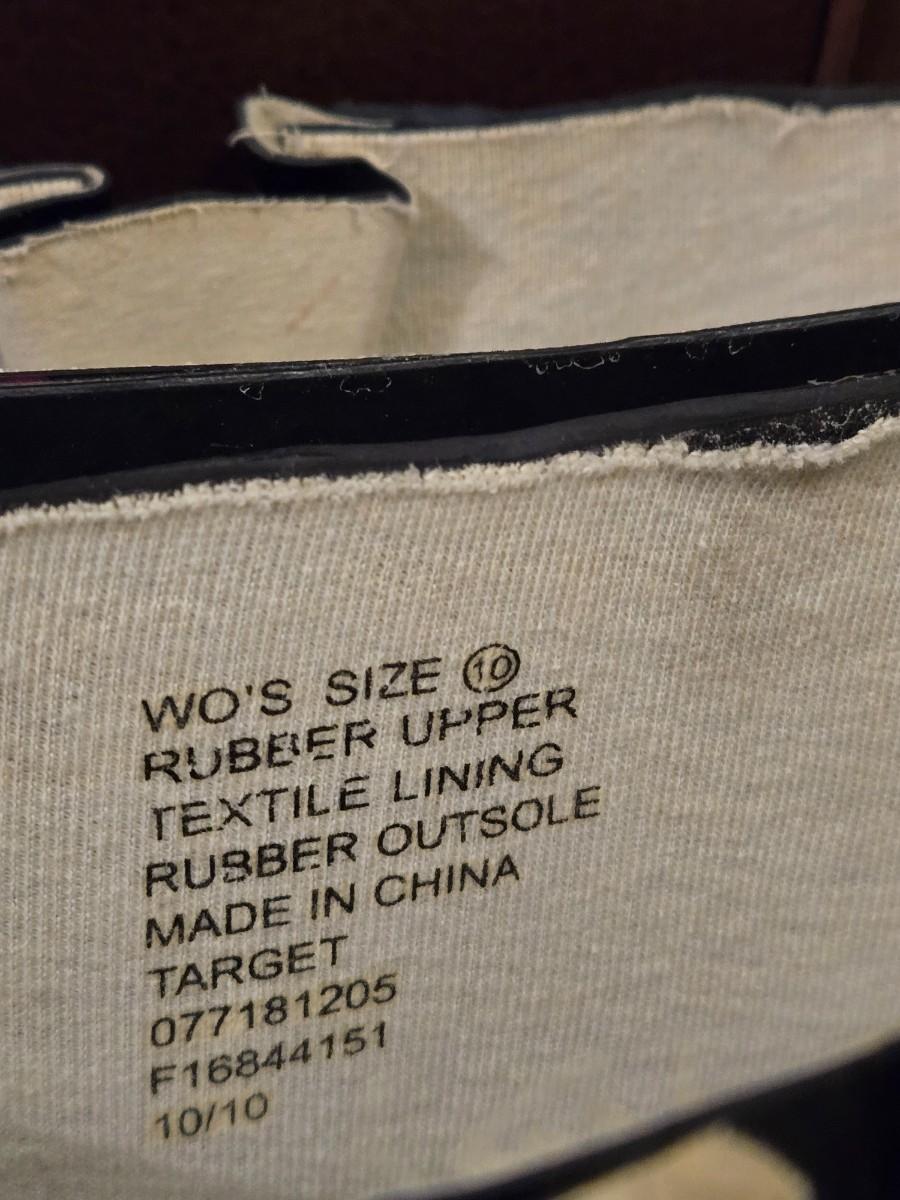 WO'S SIZE 10
RUBBER UPPER
TEXTILE LINING
RUBBER OUTSOLE
MADE IN CHINA
TARGET
077181205
F16844151
10/10